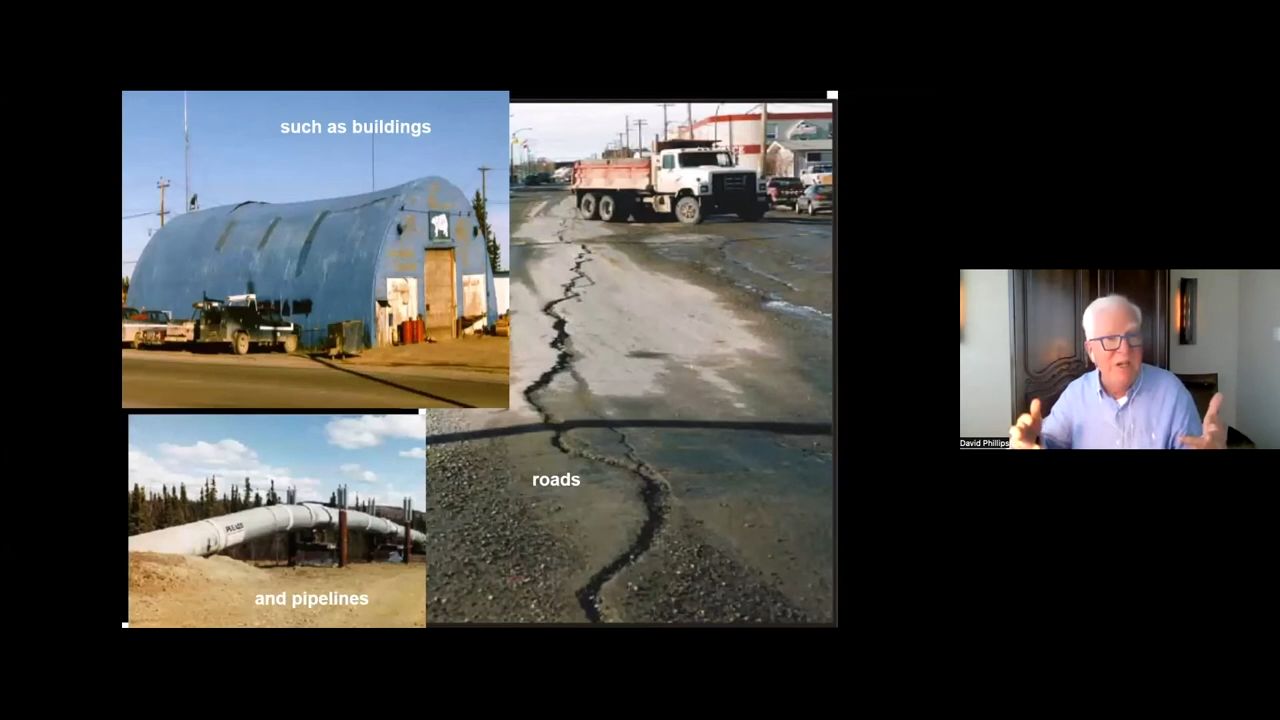 such as buildings
roads
and pipelines
David Phillips